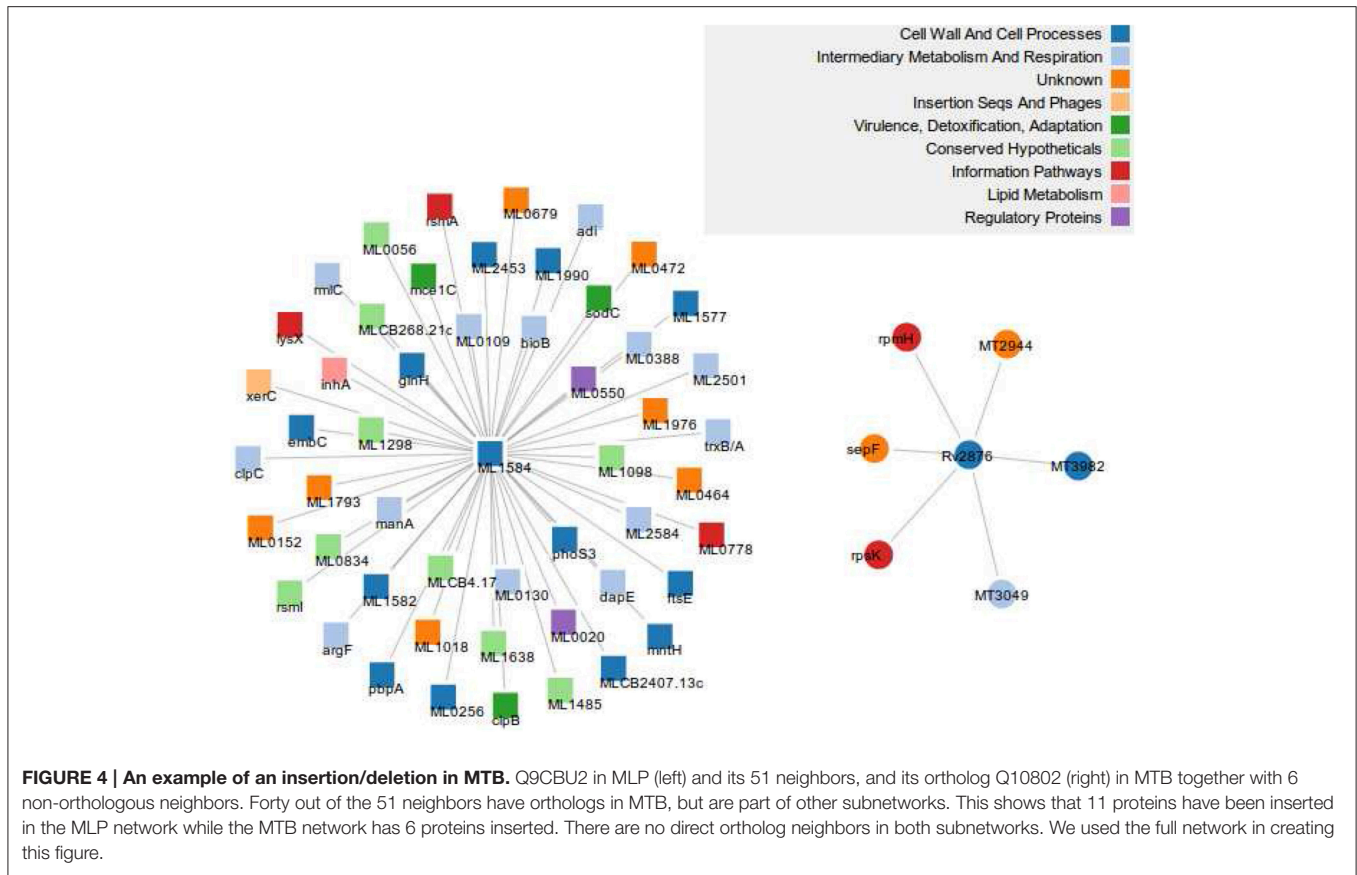 Cell Wall And Cell Processes
Intermediary Metabolism And Respiration
Unknown
Insertion Seqs And Phages
Virulence, Detoxification, Adaptation
Conserved Hypotheticals
Information Pathways
Lipid Metabolism
Regulatory Proteins
rsmA
ML0679
adi
ML0056
ML2453
ML1990
ML0472
rmlC
mce1C
sodC
ML1577
lysX
MLCB268.21c
ML0109
bioB
ML0388
inhA
glnH
ML0550
ML2501
xerC
embC
ML1298
ML1976
trxB/A
clpC
ML1584
ML1098
ML1793
manA
ML0464
ML0152
ML0834
phoS3
ML2584
ML0778
rsmI
ML1582
MLCB4.17
ML0130
dapE
ftsE
argF
ML1018
ML1638
ML0020
mntH
pbpA
ML0256
clpB
ML1485
MLCB2407.13c
rpmH
MT2944
sepF
Rv2876
MT3982
rpsK
MT3049
FIGURE 4 | An example of an insertion/deletion in MTB. Q9CBU2 in MLP (left) and its 51 neighbors, and its ortholog Q10802 (right) in MTB together with 6
non-orthologous neighbors. Forty out of the 51 neighbors have orthologs in MTB, but are part of other subnetworks. This shows that 11 proteins have been inserted
in the MLP network while the MTB network has 6 proteins inserted. There are no direct ortholog neighbors in both subnetworks. We used the full network in creating
this figure.